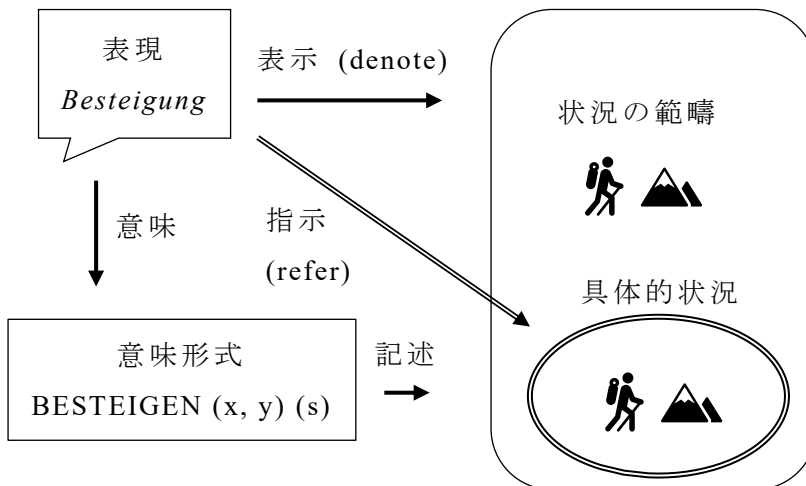 表現
Besteigung
表示 (denote)
状況の範疇
意味
指示
(refer)
具体的状況
意味形式
BESTEIGEN (x, y) (s)
記述